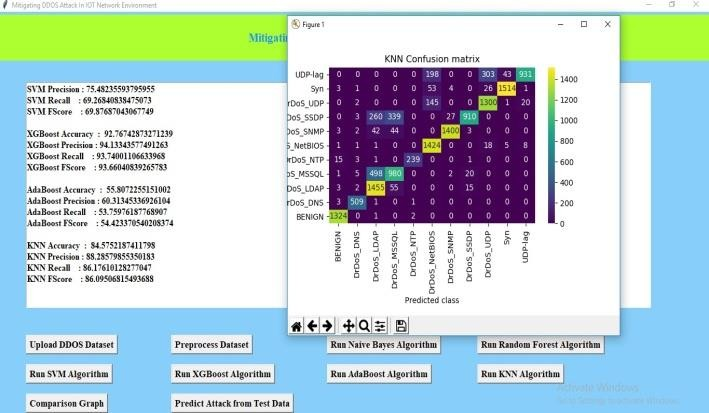 Mitigating DDOS Attack In IOT Network Environment
Mitigati
Figure 1
KNN Confusion matrix
SVM Precision : 75.48235593795955
SVM Recall : 69.26840838475073
SVM FScore : 69.87687043067749
XGBoost Accuracy : 92.76742873271239
XGBoost Precision : 94.13343577491263
XGBoost Recall : 93.74001106633968
XGBoost FScore : 93.66040839265783
AdaBoost Accuracy : 55.8072255151002
AdaBoost Precision : 60.31345336926104
AdaBoost Recall : 53.75976187768907
AdaBoost FScore : 54.423370540208374
KNN Accuracy : 84.5752187411798
KNN Precision : 88.28579855350183
KNN Recall : 86.17610128277047
KNN FScore : 86.09506815493688
UDP-lag 0 0 0 0 0 198 0 0 303 43 931
Syn 3 1 0 0 0 53 4 0 26 1514 1
rDoS_UDP 0 2 0 0 0 145 0 0 1300 1 20
DoS_SSDP 0 3 260 339 0 0 27 910 0 0 0
DoS_SNMP 3 2 42 44 0 0 1400 3 0 0 0
S_NetBIOS 1 1 1 3 0 1424 0 0 18 5 8
rDoS_NTP 15 3 1 0 239 0 0 1 0 0 0
S_MSSQL 1 5 498 980 0 0 2 20 0 0 0
DoS_LDAP 3 2 1455 55 0 0 0 15 0 0 0
rDoS_DNS 3 509 1 0 1 0 0 0 0 0 0
BENIGN 1324 0 1 0 2 0 0 0 0 0 0
BENIGN
DrDoS_DNS
DrDoS_LDAP
DrDoS_MSSQL
DrDoS_NTP
DrDoS_NetBIOS
DrDoS_SNMP
DrDoS_SSDP
DrDoS_UDP
Syn
UDP-lag
Predicted class
1400
1200
1000
800
600
400
200
0
Upload DDOS Dataset
Preprocess Dataset
Run Naive Bayes Algorithm
Run Random Forest Algorithm
Run SVM Algorithm
Run XGBoost Algorithm
Run AdaBoost Algorithm
Run KNN Algorithm
Comparison Graph
Predict Attack from Test Data
Activate Windows
Go to Settings to activate Windows.